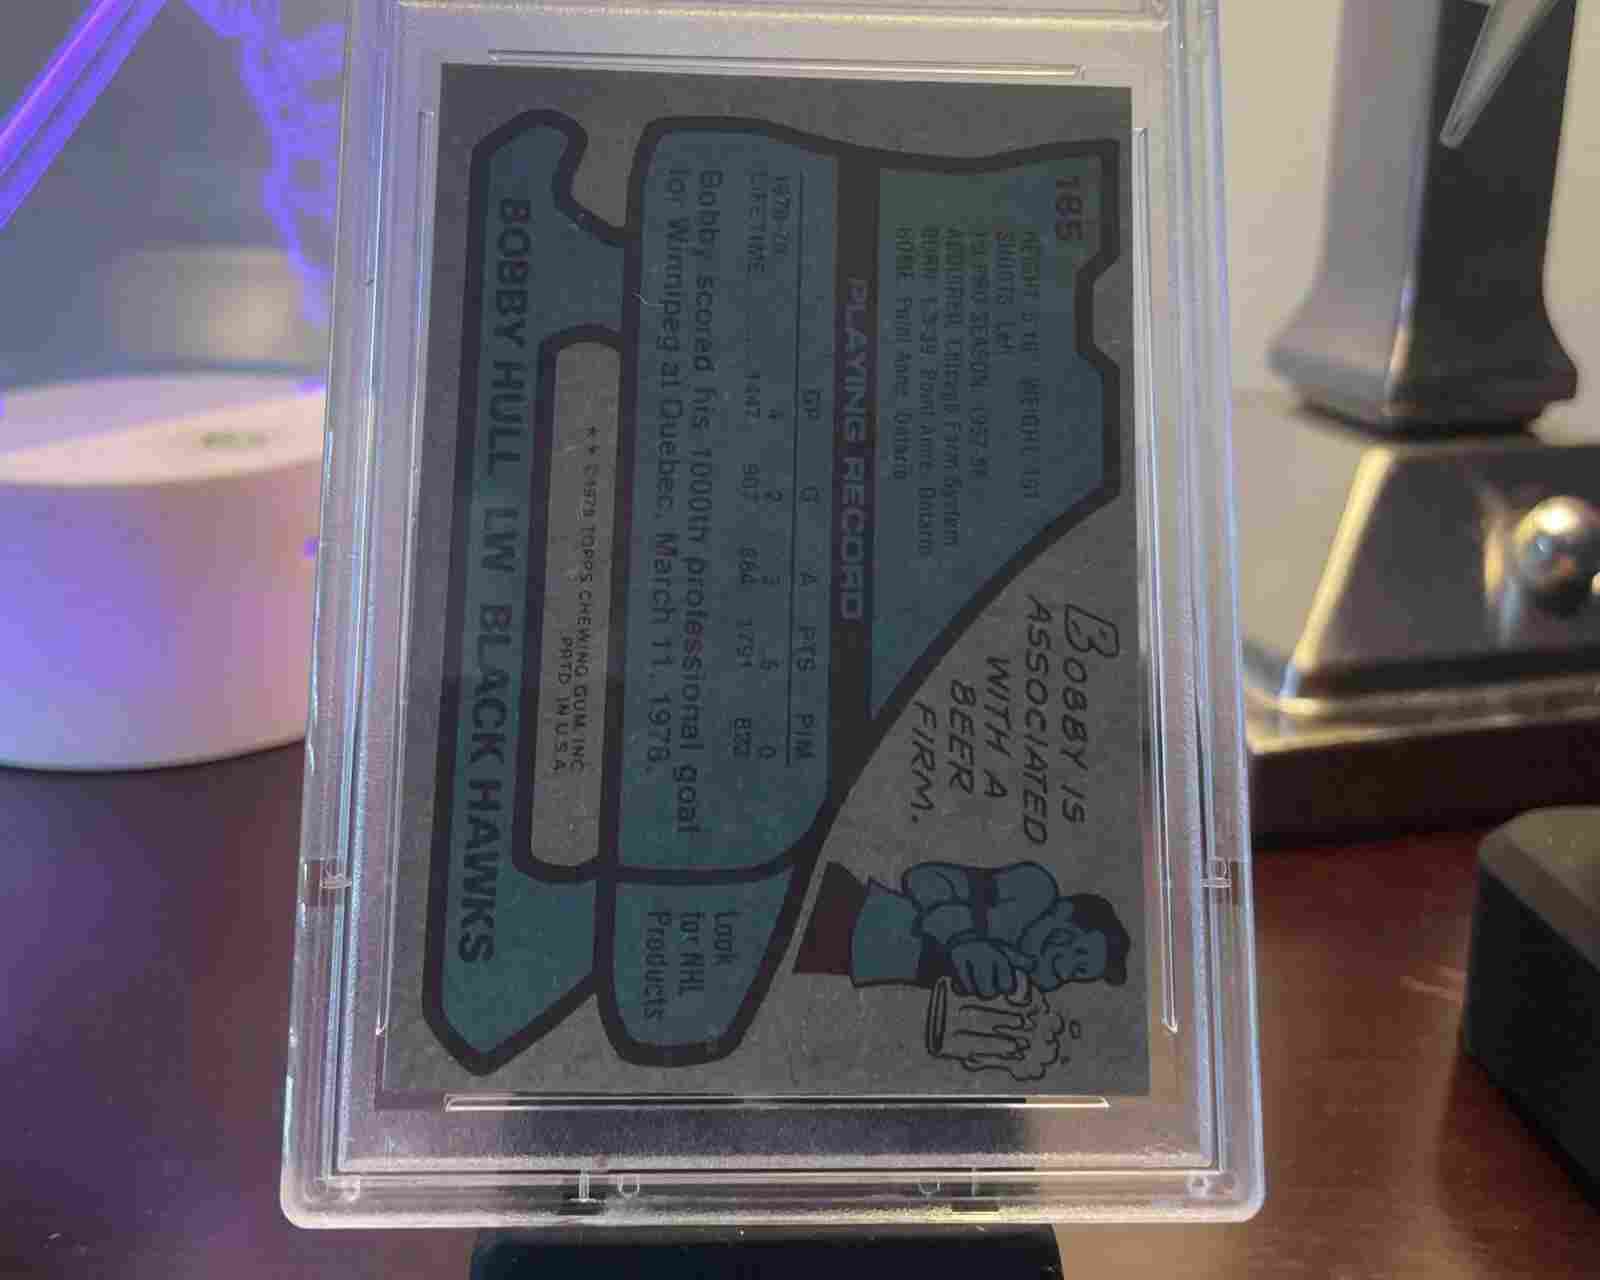 185
HEIGHT 5'10 WEIGHT 191
SHOOTS Left
1st PRO SEASON 1957-58
ACQUIRED Chicago Farm System
BORN 1-3-39 Point Anne, Ontario
HOME Point Anne, Ontario
BOBBY IS
ASSOCIATED
WITH A
BEER
FIRM.
PLAYING RECORD
GP G A PTS PIM
1978-79 4 2 3 5 0
LIFETIME 1447 907 884 1791 822
Bobby scored his 1000th professional goal
for Winnipeg at Quebec, March 11, 1978.
Look
for NHL
Products
★★ ©1979 TOPPS CHEWING GUM, INC.
PRTD. IN U.S.A.
BOBBY HULL LW BLACK HAWKS